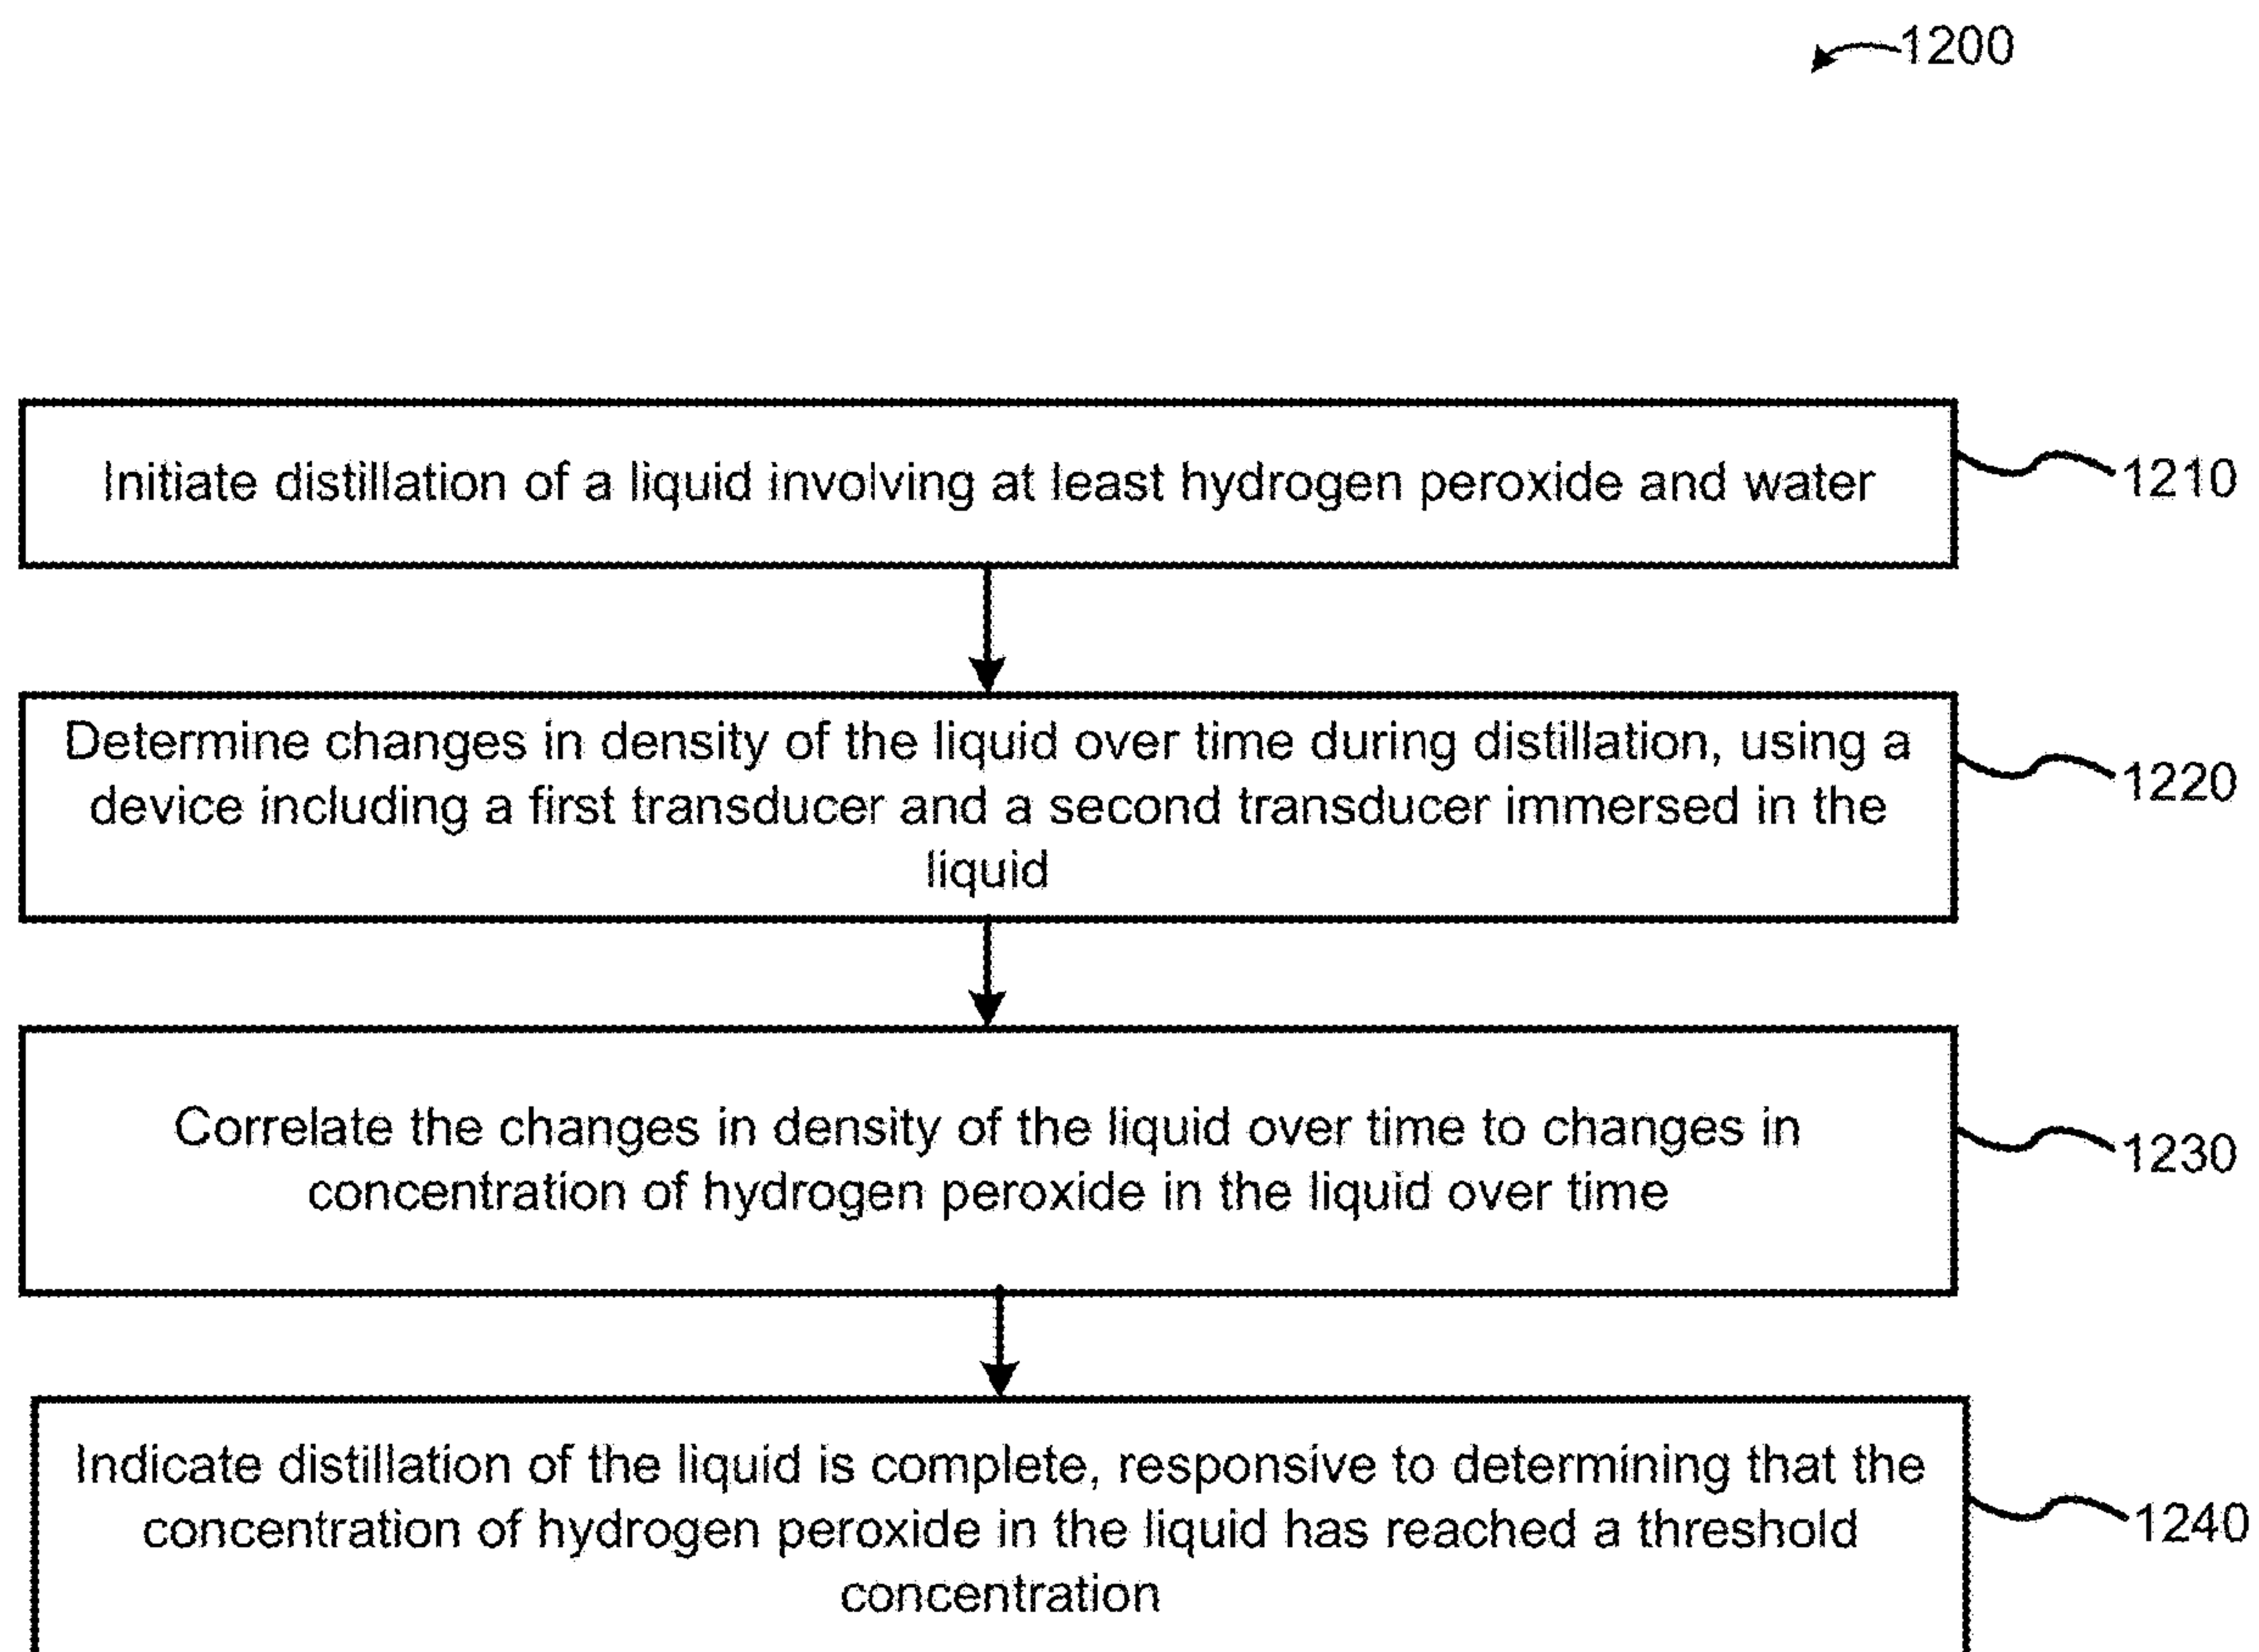 1200
Initiate distillation of a liquid involving at least hydrogen peroxide and water
1210
Determine changes in density of the liquid over time during distillation, using a
device including a first transducer and a second transducer immersed in the
liquid
1220
Correlate the changes in density of the liquid over time to changes in
concentration of hydrogen peroxide in the liquid over time
1230
Indicate distillation of the liquid is complete, responsive to determining that the
concentration of hydrogen peroxide in the liquid has reached a threshold
concentration
1240